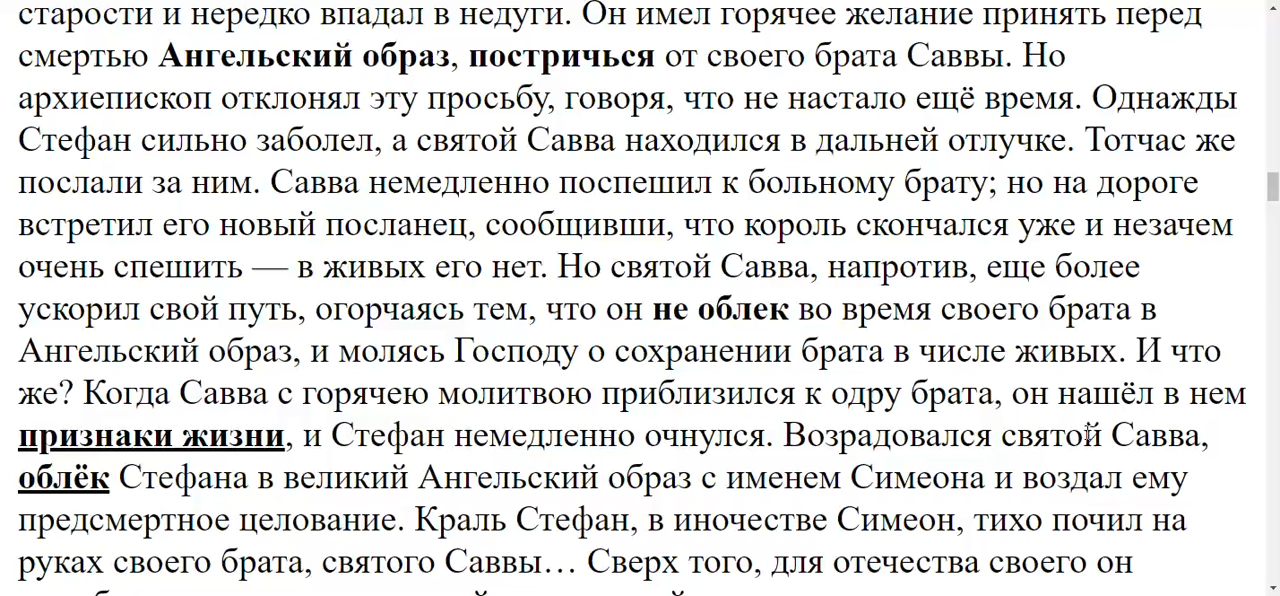 старости и нередко впадал в недуги. Он имел горячее желание принять перед
смертью Ангельский образ, постричься от своего брата Саввы. Но
архиепископ отклонял эту просьбу, говоря, что не настало ещё время. Однажды
Стефан сильно заболел, а святой Савва находился в дальней отлучке. Тотчас же
послали за ним. Савва немедленно поспешил к больному брату; но на дороге
встретил его новый посланец, сообщивши, что король скончался уже и незачем
очень спешить — в живых его нет. Но святой Савва, напротив, еще более
ускорил свой путь, огорчаясь тем, что он не облек во время своего брата в
Ангельский образ, и молясь Господу о сохранении брата в числе живых. И что
же? Когда Савва с горячею молитвою приблизился к одру брата, он нашёл в нем
признаки жизни, и Стефан немедленно очнулся. Возрадовался святой Савва,
облёк Стефана в великий Ангельский образ с именем Симеона и воздал ему
предсмертное целование. Краль Стефан, в иночестве Симеон, тихо почил на
руках своего брата, святого Саввы… Сверх того, для отечества своего он